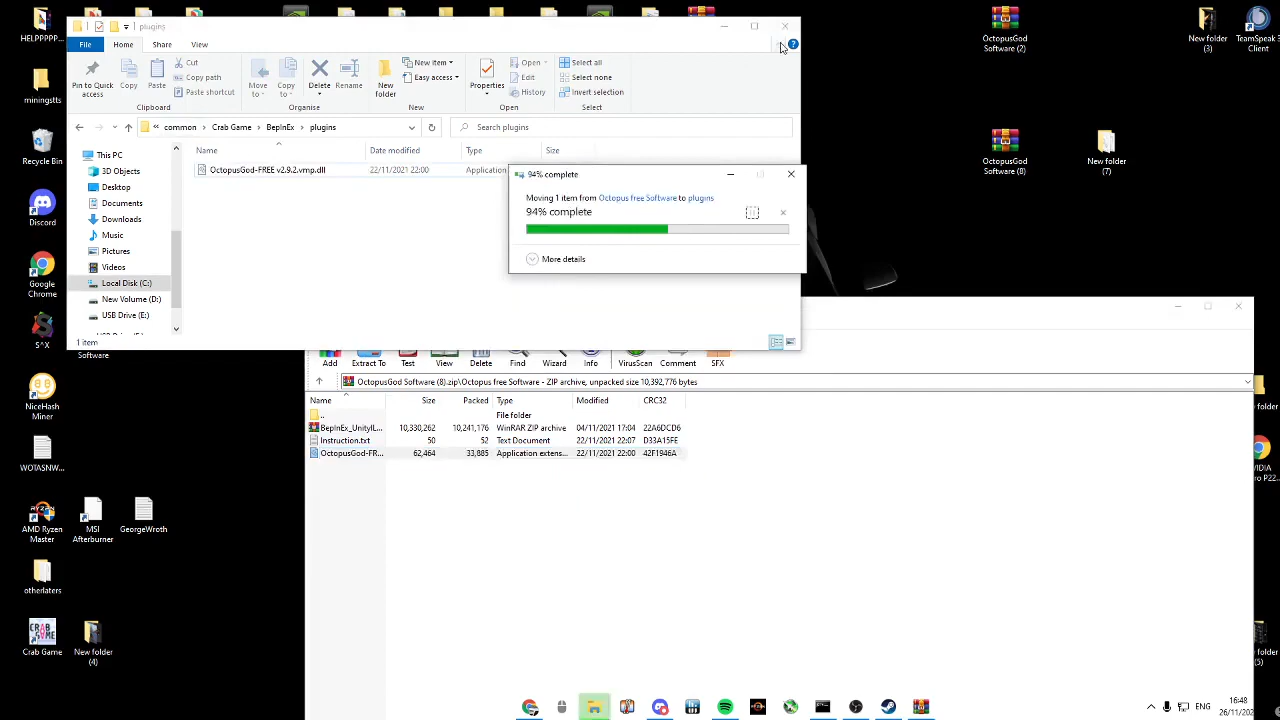 plugins
File
Home
Share
View
Pin to Quick access
Copy
Paste
Cut
Copy path
Paste shortcut
Clipboard
Move to
Copy to
Delete
Rename
Organise
New folder
New item
Easy access
New
Properties
Open
Edit
History
Open
Select all
Select none
Invert selection
Select
« common > Crab Game > BepInEx > plugins
Search plugins
This PC
3D Objects
Desktop
Documents
Downloads
Music
Pictures
Videos
Local Disk (C:)
New Volume (D:)
USB Drive (E:)
Name
Date modified
Type
Size
OctopusGod-FREE v2.9.2.vmp.dll
22/11/2021 22:00
Application
1 item
94% complete
Moving 1 item from Octopus free Software to plugins
94% complete
More details
Add
Extract To
Test
View
Delete
Find
Wizard
Info
VirusScan
Comment
SFX
OctopusGod Software (8).zip\Octopus free Software - ZIP archive, unpacked size 10,392,776 bytes
Name Size Packed Type Modified CRC32
.. File folder
BepInEx_UnityIL... 10,330,262 10,241,176 WinRAR ZIP archive 04/11/2021 17:04 22A6DCD6
Instruction.txt 50 52 Text Document 22/11/2021 22:07 D33A15FE
OctopusGod-FR... 62,464 33,885 Application extens... 22/11/2021 22:00 42F1946A
HELPPPPP...
miningstts
Recycle Bin
Discord
Google Chrome
S^X
Software
NiceHash Miner
WOTASNW...
AMD Ryzen Master
MSI Afterburner
GeorgeWroth
otherlaters
Crab Game
New folder (4)
OctopusGod Software (2)
New folder (3)
TeamSpeak 3 Client
OctopusGod Software (8)
New folder (7)
ENG
16:48